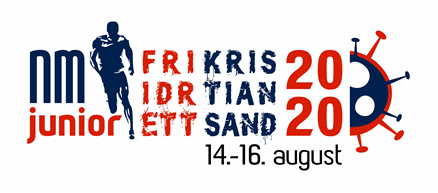 nm junior
FRI KRIS 20
IDR TIAN 20
ETT SAND
14.-16. august